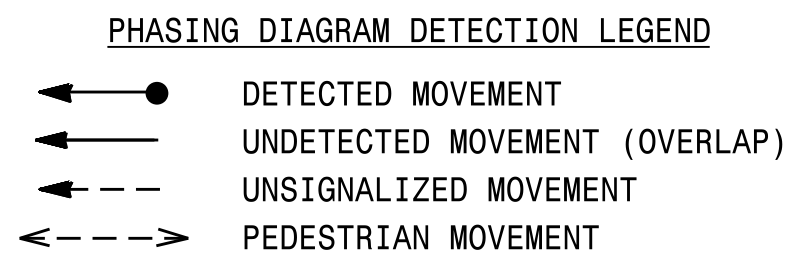 PHASING DIAGRAM DETECTION LEGEND
DETECTED MOVEMENT
UNDETECTED MOVEMENT (OVERLAP)
UNSIGNALIZED MOVEMENT
PEDESTRIAN MOVEMENT